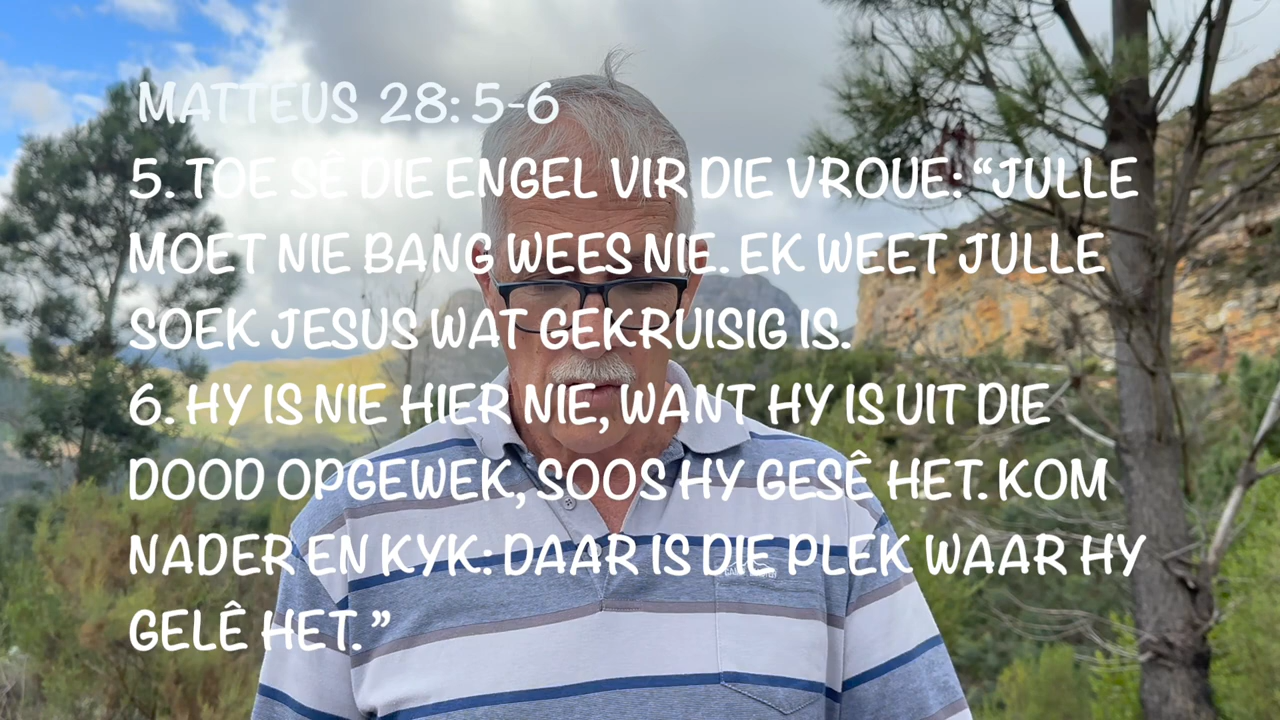 MATTEUS 28: 5-6
5. TOE SÊ DIE ENGEL VIR DIE VROUE: “JULLE
MOET NIE BANG WEES NIE. EK WEET JULLE
SOEK JESUS WAT GEKRUISIG IS.
6. HY IS NIE HIER NIE, WANT HY IS UIT DIE
DOOD OPGEWEK, SOOS HY GESÊ HET. KOM
NADER EN KYK: DAAR IS DIE PLEK WAAR HY
GELÊ HET.”